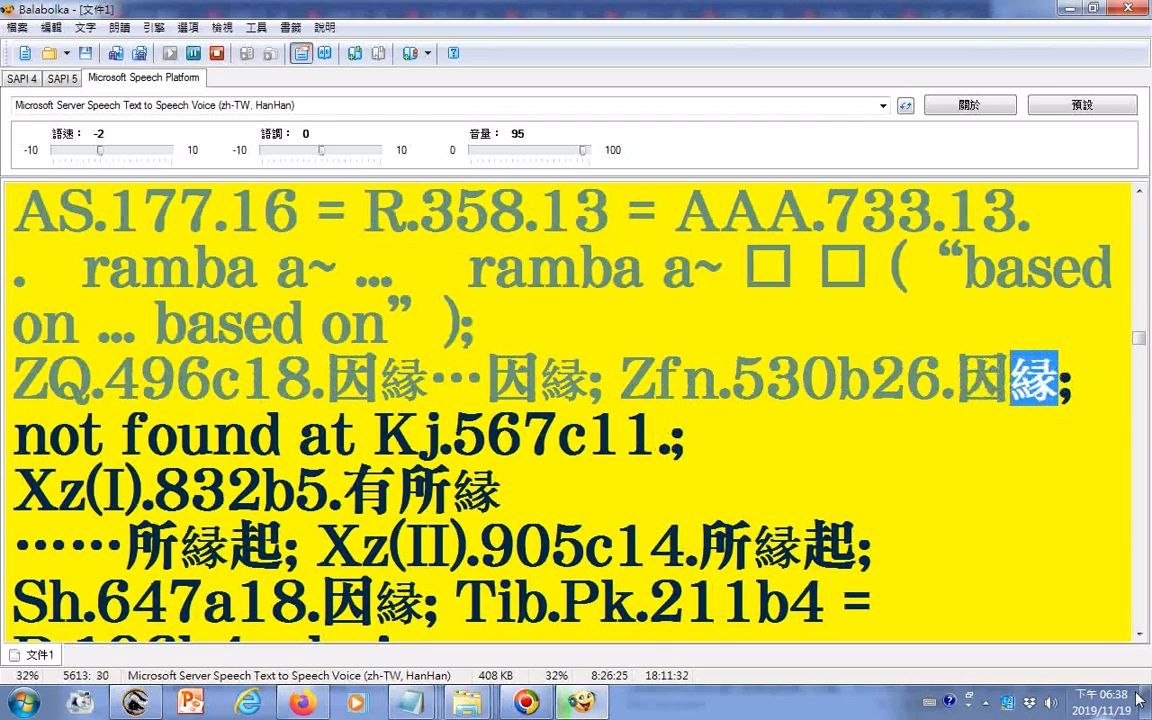 Balabolka - [文件1]
檔案 編輯 文字 朗讀 引擎 選項 檢視 工具 書籤 說明
SAPI 4 SAPI 5 Microsoft Speech Platform
Microsoft Server Speech Text to Speech Voice (zh-TW, HanHan) 關於 預設
語速： -2 語調： 0 音量： 95
-10 10 -10 10 0 100
AS.177.16 = R.358.13 = AAA.733.13.
. ramba a~ ... ramba a~ □ □ (“based
on ... based on”);
ZQ.496c18.因縁…因縁; Zfn.530b26.因縁;
not found at Kj.567c11.;
Xz(I).832b5.有所縁
……所縁起; Xz(II).905c14.所縁起;
Sh.647a18.因縁; Tib.Pk.211b4 =
文件1
32% 5613: 30 Microsoft Server Speech Text to Speech Voice (zh-TW, HanHan) 408 KB 32% 8:26:25 18:11:32
下午 06:38
2019/11/19